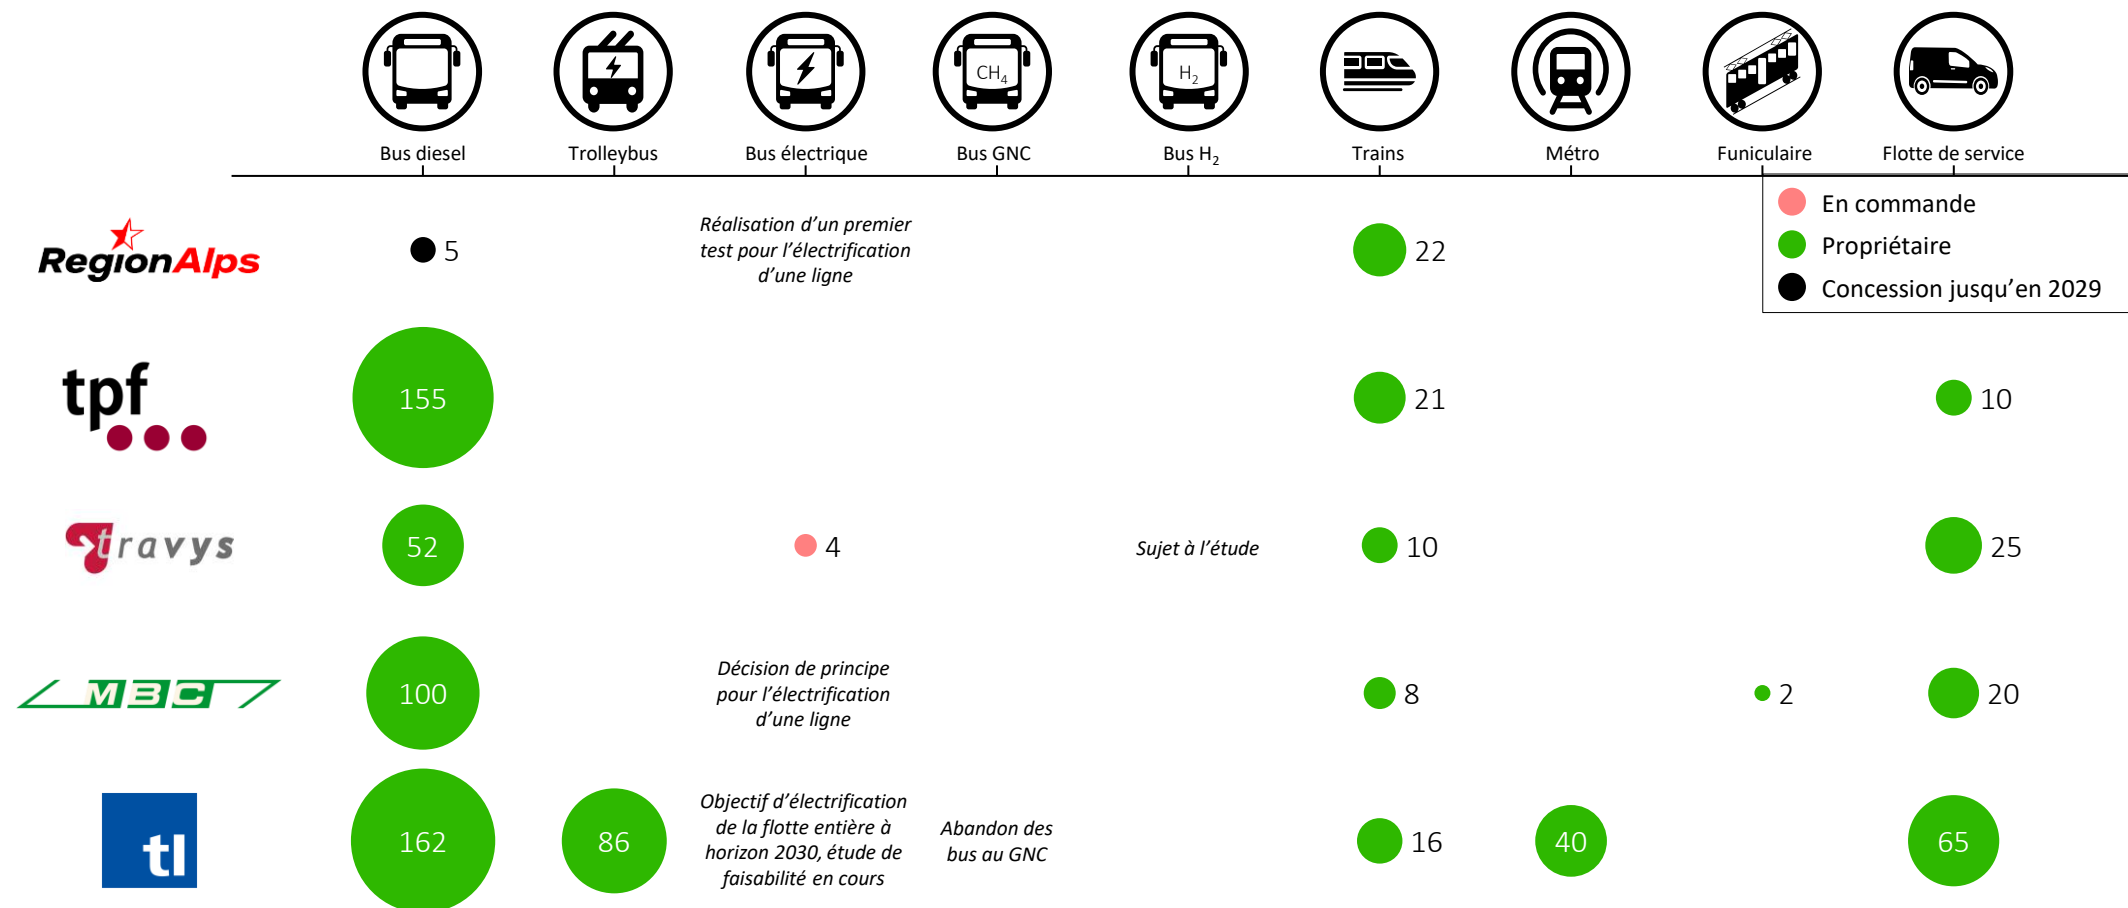 CH4
H2
Bus diesel
Trolleybus
Bus électrique
Bus GNC
Bus H2
Trains
Métro
Funiculaire
Flotte de service
En commande
Propriétaire
Concession jusqu’en 2029
RegionAlps
5
Réalisation d’un premier
test pour l’électrification
d’une ligne
22
tpf
155
21
10
travys
52
4
Sujet à l’étude
10
25
MBC
100
Décision de principe
pour l’électrification
d’une ligne
8
2
20
tl
162
86
Objectif d’électrification
de la flotte entière à
horizon 2030, étude de
faisabilité en cours
Abandon des
bus au GNC
16
40
65